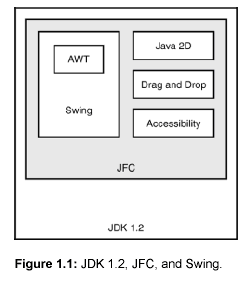 AWT
Swing
Java 2D
Drag and Drop
Accessibility
JFC
JDK 1.2
Figure 1.1: JDK 1.2, JFC, and Swing.